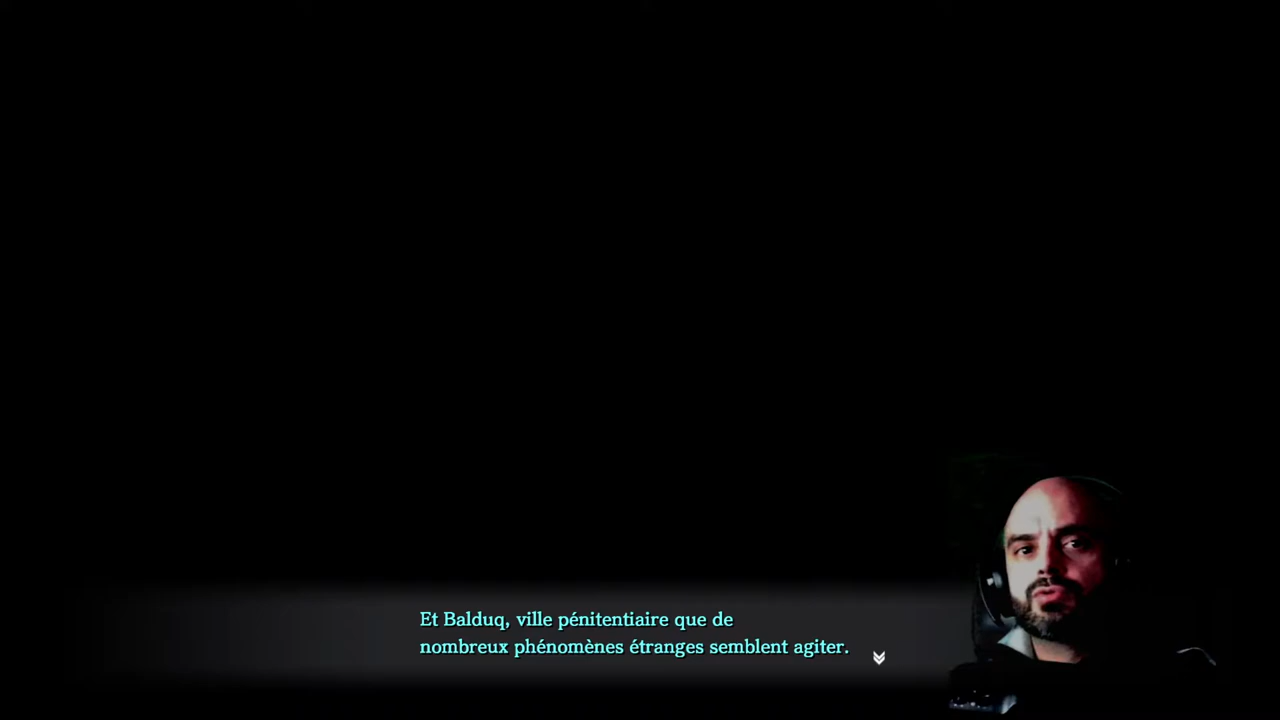 Et Balduq, ville pénitentiaire que de
nombreux phénomènes étranges semblent agiter.